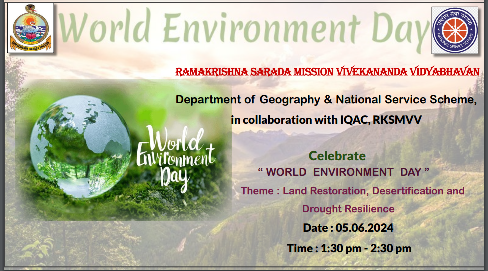 World Environment Day
RAMAKRISHNA SARADA MISSION VIVEKANANDA VIDYABHAVAN
Department of Geography & National Service Scheme,
in collaboration with IQAC, RKSMVV
World
Environment
Day
Celebrate
“ WORLD ENVIRONMENT DAY ”
Theme : Land Restoration, Desertification and
Drought Resilience
Date : 05.06.2024
Time : 1:30 pm - 2:30 pm